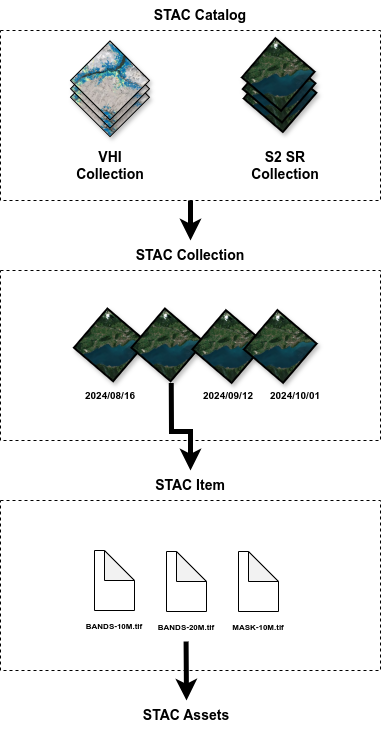 STAC Catalog
VHI
Collection
S2 SR
Collection
STAC Collection
2024/08/16
2024/09/12
2024/10/01
STAC Item
BANDS-10M.tif
BANDS-20M.tif
MASK-10M.tif
STAC Assets